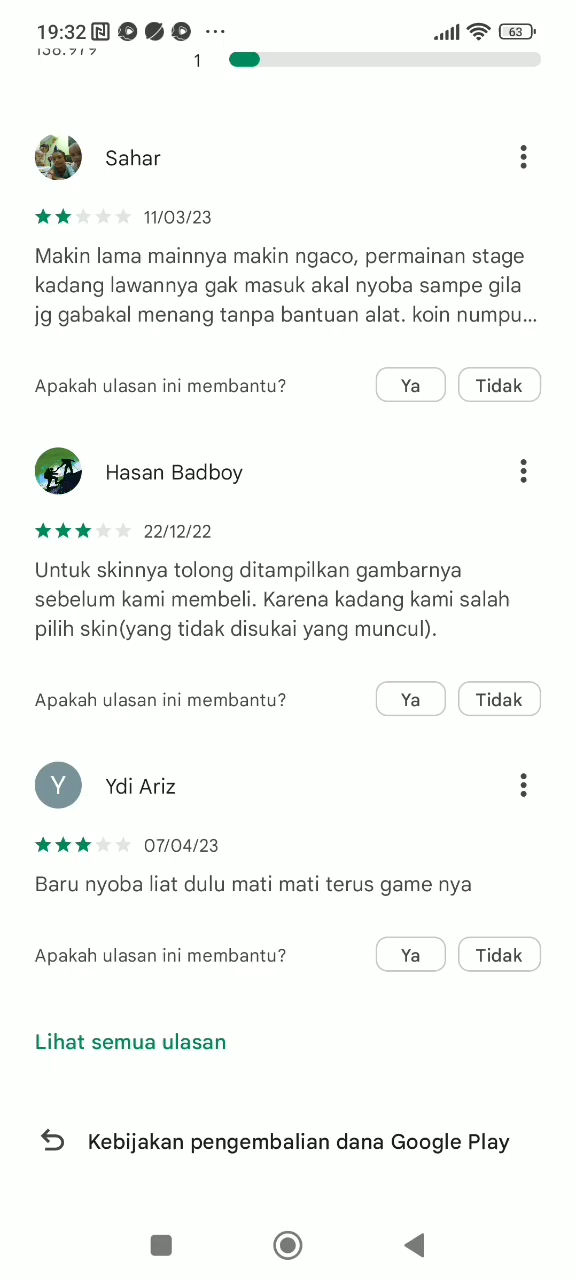 19:32
63
138.979
1
Sahar
11/03/23
Makin lama mainnya makin ngaco, permainan stage
kadang lawannya gak masuk akal nyoba sampe gila
jg gabakal menang tanpa bantuan alat. koin numpu...
Apakah ulasan ini membantu?
Ya
Tidak
Hasan Badboy
22/12/22
Untuk skinnya tolong ditampilkan gambarnya
sebelum kami membeli. Karena kadang kami salah
pilih skin(yang tidak disukai yang muncul).
Apakah ulasan ini membantu?
Ya
Tidak
Y
Ydi Ariz
07/04/23
Baru nyoba liat dulu mati mati terus game nya
Apakah ulasan ini membantu?
Ya
Tidak
Lihat semua ulasan
Kebijakan pengembalian dana Google Play